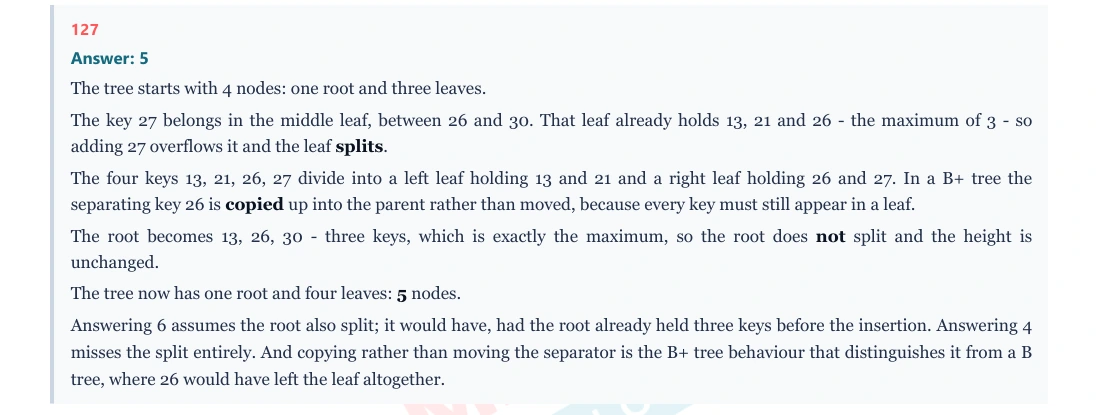 127
Answer: 5
The tree starts with 4 nodes: one root and three leaves.
The key 27 belongs in the middle leaf, between 26 and 30. That leaf already holds 13, 21 and 26 - the maximum of 3 - so
adding 27 overflows it and the leaf splits.
The four keys 13, 21, 26, 27 divide into a left leaf holding 13 and 21 and a right leaf holding 26 and 27. In a B+ tree the
separating key 26 is copied up into the parent rather than moved, because every key must still appear in a leaf.
The root becomes 13, 26, 30 - three keys, which is exactly the maximum, so the root does not split and the height is
unchanged.
The tree now has one root and four leaves: 5 nodes.
Answering 6 assumes the root also split; it would have, had the root already held three keys before the insertion. Answering 4
misses the split entirely. And copying rather than moving the separator is the B+ tree behaviour that distinguishes it from a B
tree, where 26 would have left the leaf altogether.